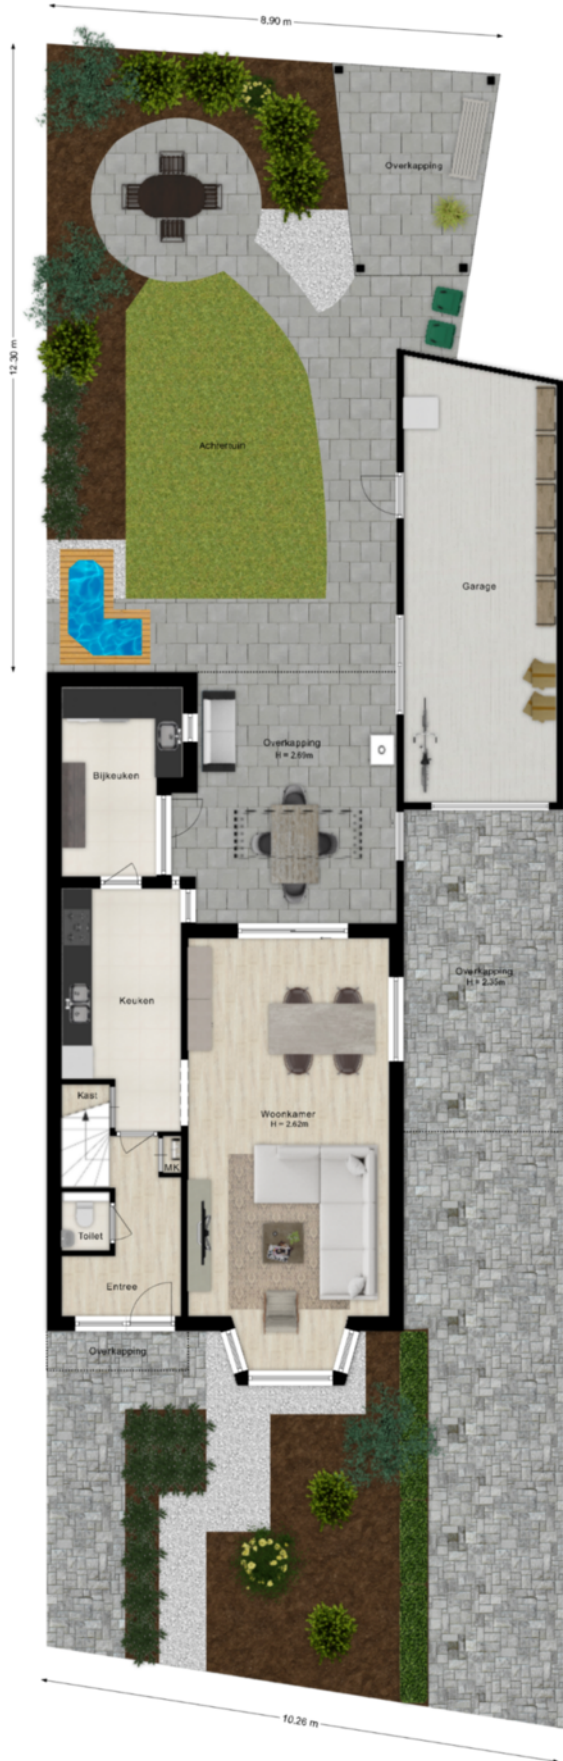 8.90 m
Overkapping
12.30 m
Achtertuin
Garage
Overkapping
H = 2.69m
Bijkeuken
Overkapping
H = 2.35m
Keuken
Kast
Woonkamer
H = 2.62m
MK
Toilet
Entree
Overkapping
10.26 m